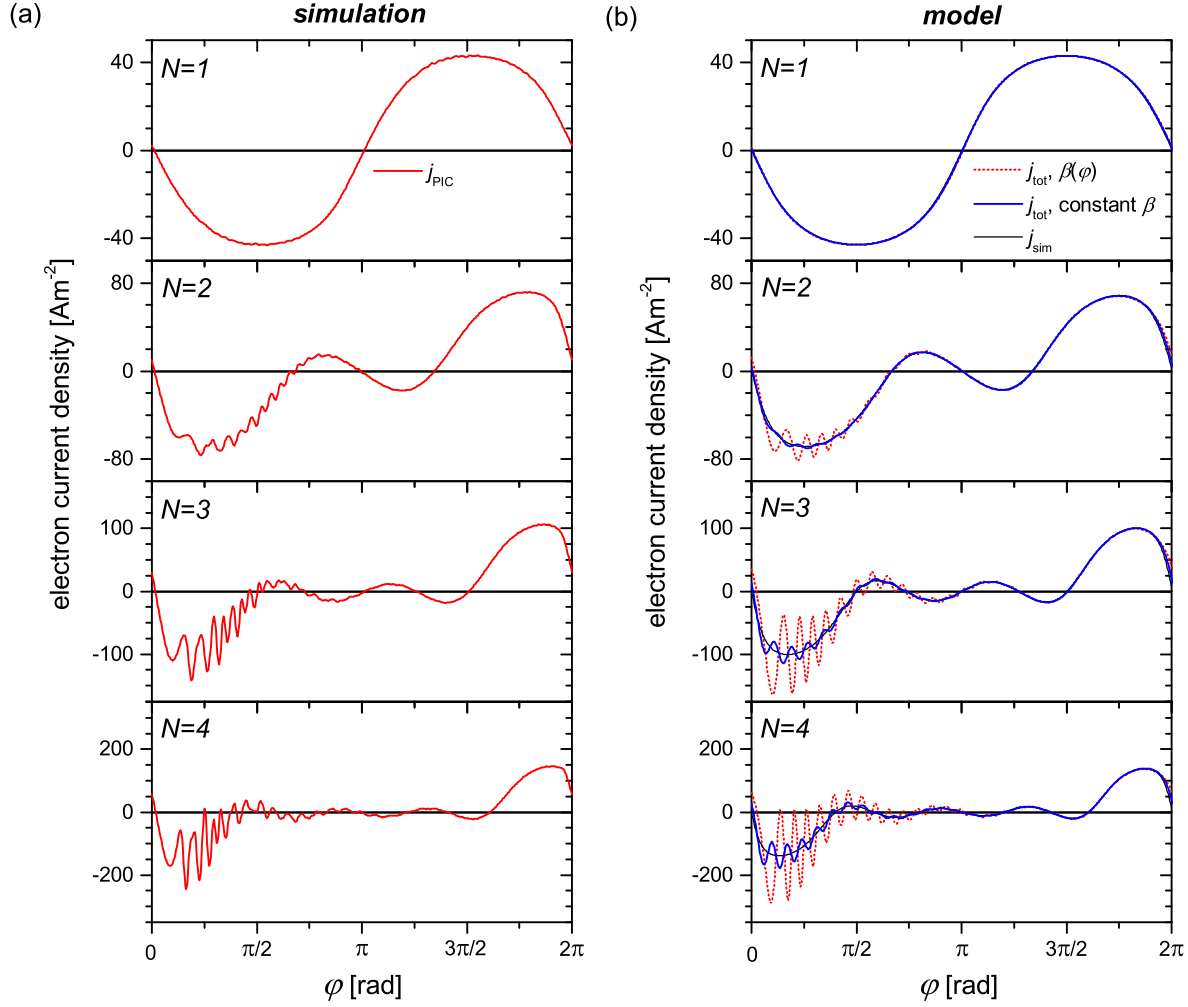 (a)
simulation
electron current density [Am⁻²]
N=1
40
0
-40
j_PIC
N=2
80
0
-80
N=3
100
0
-100
N=4
200
0
-200
0 π/2 π 3π/2 2π
φ [rad]
(b)
model
electron current density [Am⁻²]
N=1
40
0
-40
j_tot, β(φ)
j_tot, constant β
j_sim
N=2
80
0
-80
N=3
100
0
-100
N=4
200
0
-200
0 π/2 π 3π/2 2π
φ [rad]